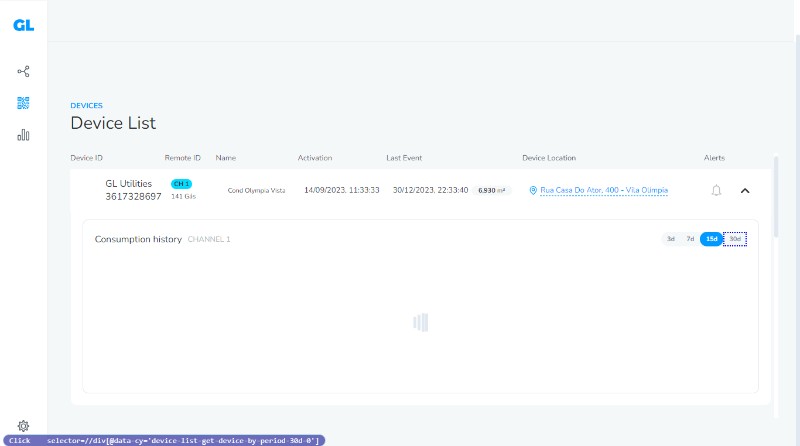 GL
DEVICES
Device List
Device ID Remote ID Name Activation Last Event Device Location Alerts
GL Utilities CH 1
3617328697 141 Gás Cond Olympia Vista 14/09/2023, 11:33:33 30/12/2023, 22:33:40 6.930 m³ Rua Casa Do Ator, 400 - Vila Olímpia
Consumption history CHANNEL 1 3d 7d 15d 30d
Click selector=//div[@data-cy='device-list-get-device-by-period-30d-0']